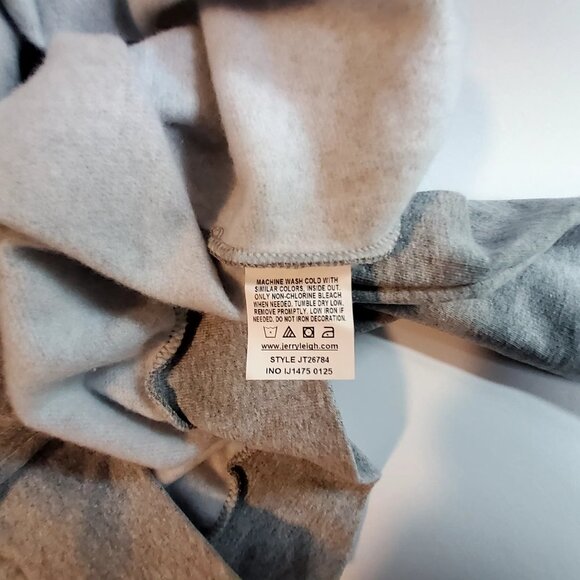 MACHINE WASH COLD WITH
SIMILAR COLORS, INSIDE OUT.
ONLY NON-CHLORINE BLEACH
WHEN NEEDED. TUMBLE DRY LOW,
REMOVE PROMPTLY. LOW IRON IF
NEEDED. DO NOT IRON DECORATION.
www.jerryleigh.com
STYLE JT26784
INO IJ1475 0125